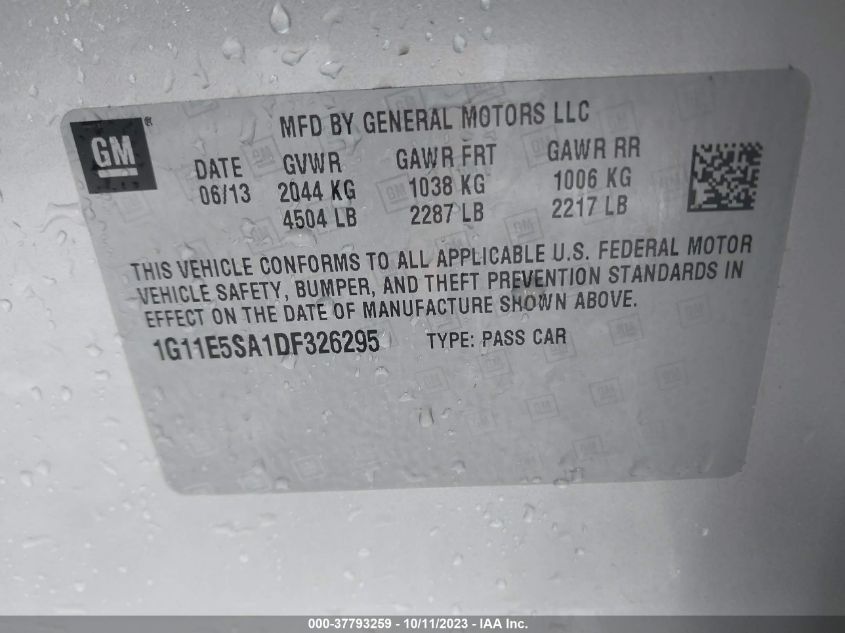 GM ®
MFD BY GENERAL MOTORS LLC
DATE GVWR GAWR FRT GAWR RR
06/13 2044 KG 1038 KG 1006 KG
4504 LB 2287 LB 2217 LB
THIS VEHICLE CONFORMS TO ALL APPLICABLE U.S. FEDERAL MOTOR
VEHICLE SAFETY, BUMPER, AND THEFT PREVENTION STANDARDS IN
EFFECT ON THE DATE OF MANUFACTURE SHOWN ABOVE.
1G11E5SA1DF326295 TYPE: PASS CAR
000-37793259 - 10/11/2023 - IAA Inc.